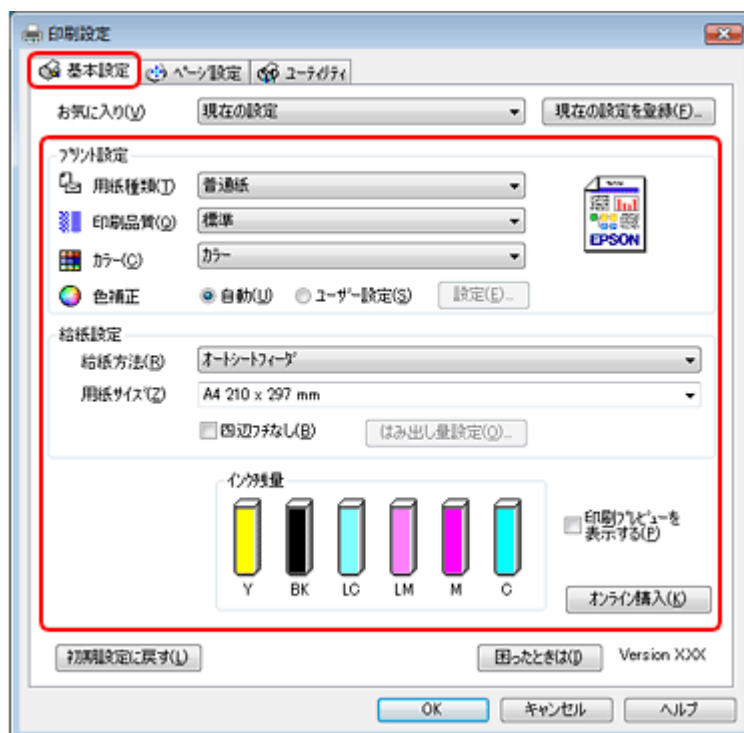 印刷設定
基本設定 ページ設定 ユーティリティ
お気に入り(V) 現在の設定 現在の設定を登録(F)...
プリント設定
用紙種類(T) 普通紙
印刷品質(Q) 標準
カラー(C) カラー
EPSON
色補正 自動(U) ユーザー設定(S) 設定(E)...
給紙設定
給紙方法(R) オートシートフィーダ
用紙サイズ(Z) A4 210 x 297 mm
四辺フチなし(B) はみ出し量設定(O)...
インク残量
Y BK LC LM M C
印刷プレビューを
表示する(P)
オンライン購入(K)
初期設定に戻す(L) 困ったときは(I) Version XXX
OK キャンセル ヘルプ